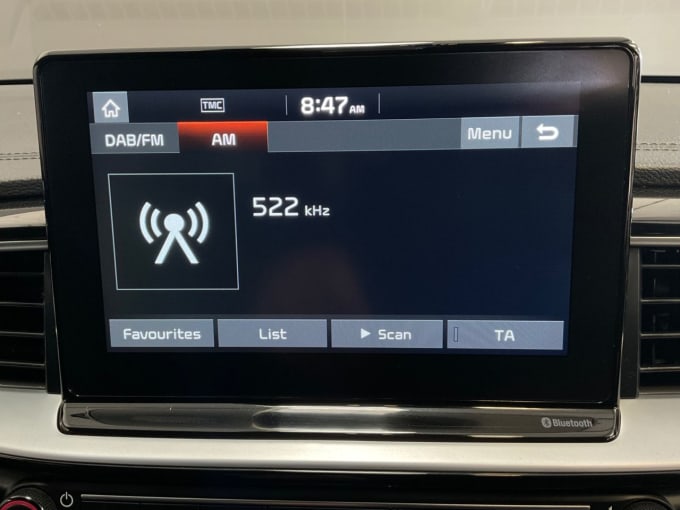 TMC 8:47 AM
DAB/FM AM Menu
522 kHz
Favourites List Scan TA
Bluetooth